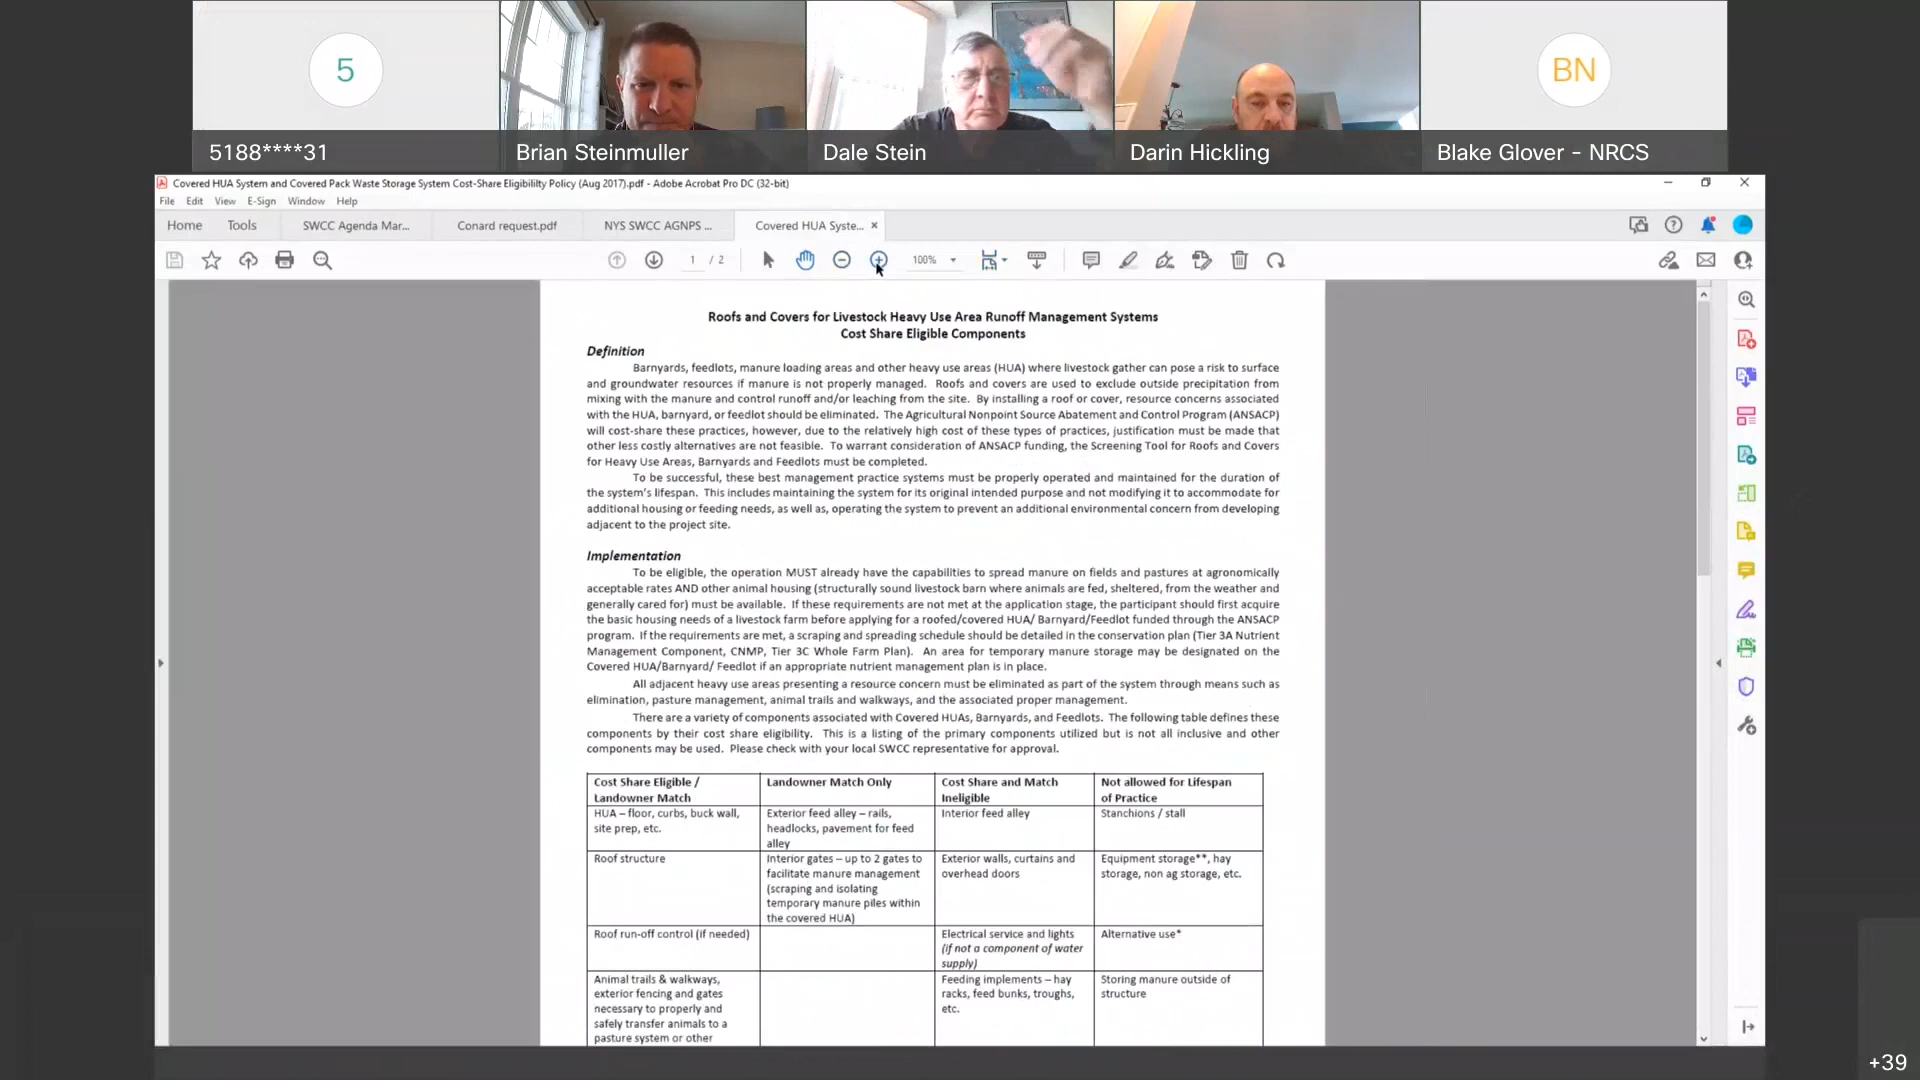 5
BN
5188****31
Brian Steinmuller
Dale Stein
Darin Hickling
Blake Glover - NRCS
Covered HUA System and Covered Pack Waste Storage System Cost-Share Eligibililty Policy (Aug 2017).pdf - Adobe Acrobat Pro DC (32-bit)
File Edit View E-Sign Window Help
Home Tools SWCC Agenda Mar... Conard request.pdf NYS SWCC AGNPS ... Covered HUA Syste... ×
1 / 2 100%
Roofs and Covers for Livestock Heavy Use Area Runoff Management Systems
Cost Share Eligible Components
Definition
Barnyards, feedlots, manure loading areas and other heavy use areas (HUA) where livestock gather can pose a risk to surface
and groundwater resources if manure is not properly managed. Roofs and covers are used to exclude outside precipitation from
mixing with the manure and control runoff and/or leaching from the site. By installing a roof or cover, resource concerns associated
with the HUA, barnyard, or feedlot should be eliminated. The Agricultural Nonpoint Source Abatement and Control Program (ANSACP)
will cost-share these practices, however, due to the relatively high cost of these types of practices, justification must be made that
other less costly alternatives are not feasible. To warrant consideration of ANSACP funding, the Screening Tool for Roofs and Covers
for Heavy Use Areas, Barnyards and Feedlots must be completed.
To be successful, these best management practice systems must be properly operated and maintained for the duration of
the system's lifespan. This includes maintaining the system for its original intended purpose and not modifying it to accommodate for
additional housing or feeding needs, as well as, operating the system to prevent an additional environmental concern from developing
adjacent to the project site.
Implementation
To be eligible, the operation MUST already have the capabilities to spread manure on fields and pastures at agronomically
acceptable rates AND other animal housing (structurally sound livestock barn where animals are fed, sheltered, from the weather and
generally cared for) must be available. If these requirements are not met at the application stage, the participant should first acquire
the basic housing needs of a livestock farm before applying for a roofed/covered HUA/ Barnyard/Feedlot funded through the ANSACP
program. If the requirements are met, a scraping and spreading schedule should be detailed in the conservation plan (Tier 3A Nutrient
Management Component, CNMP, Tier 3C Whole Farm Plan). An area for temporary manure storage may be designated on the
Covered HUA/Barnyard/ Feedlot if an appropriate nutrient management plan is in place.
All adjacent heavy use areas presenting a resource concern must be eliminated as part of the system through means such as
elimination, pasture management, animal trails and walkways, and the associated proper management.
There are a variety of components associated with Covered HUAs, Barnyards, and Feedlots. The following table defines these
components by their cost share eligibility. This is a listing of the primary components utilized but is not all inclusive and other
components may be used. Please check with your local SWCC representative for approval.
Cost Share Eligible /
Landowner Match
Landowner Match Only
Cost Share and Match
Ineligible
Not allowed for Lifespan
of Practice
HUA – floor, curbs, buck wall,
site prep, etc.
Exterior feed alley – rails,
headlocks, pavement for feed
alley
Interior feed alley
Stanchions / stall
Roof structure
Interior gates – up to 2 gates to
facilitate manure management
(scraping and isolating
temporary manure piles within
the covered HUA)
Exterior walls, curtains and
overhead doors
Equipment storage**, hay
storage, non ag storage, etc.
Roof run-off control (if needed)
Electrical service and lights
(if not a component of water
supply)
Alternative use*
Animal trails & walkways,
exterior fencing and gates
necessary to properly and
safely transfer animals to a
pasture system or other
Feeding implements – hay
racks, feed bunks, troughs,
etc.
Storing manure outside of
structure
+39